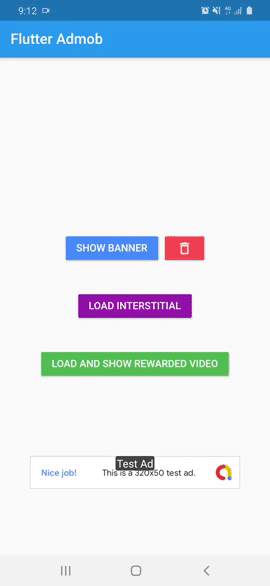 9:12
4G
Flutter Admob
SHOW BANNER
LOAD INTERSTITIAL
LOAD AND SHOW REWARDED VIDEO
Test Ad
Nice job! This is a 320x50 test ad.